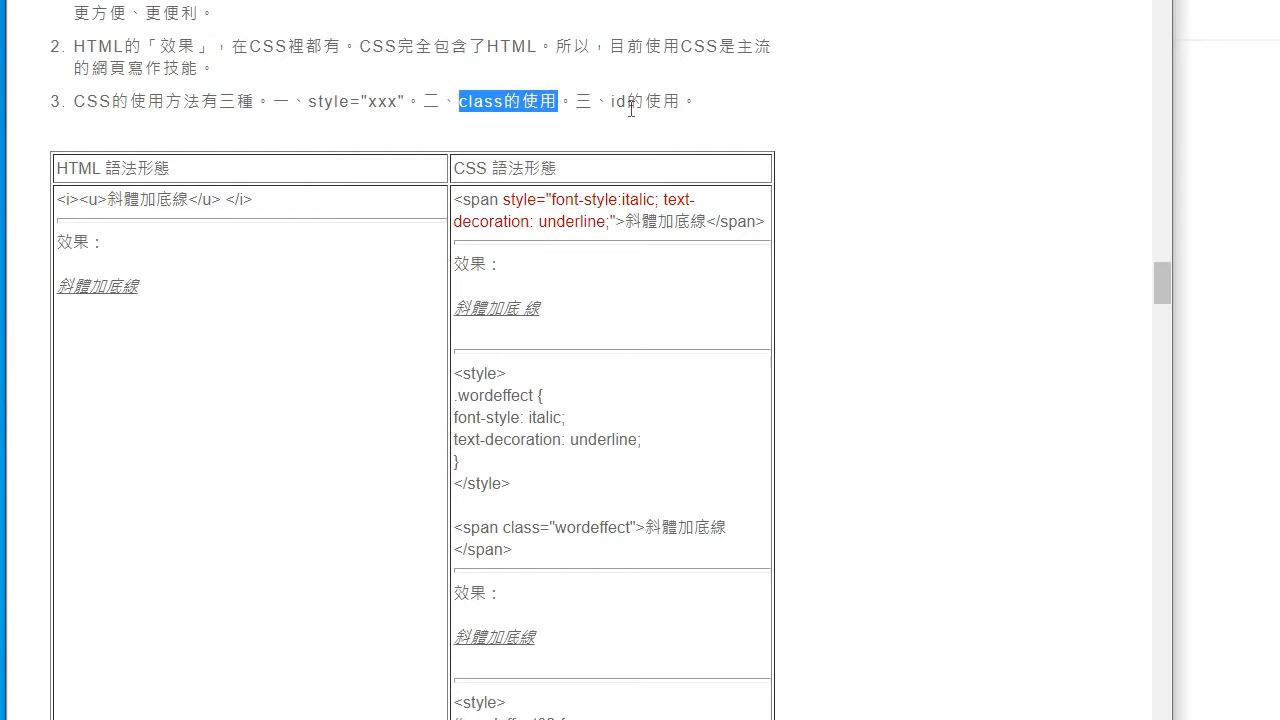 更方便、更便利。
2. HTML的「效果」，在CSS裡都有。CSS完全包含了HTML。所以，目前使用CSS是主流
的網頁寫作技能。
3. CSS的使用方法有三種。一、style="xxx"。二、class的使用。三、id的使用。
HTML 語法形態
CSS 語法形態
<i><u>斜體加底線</u> </i>
效果：
斜體加底線
<span style="font-style:italic; text-
decoration: underline;">斜體加底線</span>
效果：
斜體加底 線
<style>
.wordeffect {
font-style: italic;
text-decoration: underline;
}
</style>
<span class="wordeffect">斜體加底線
</span>
效果：
斜體加底線
<style>